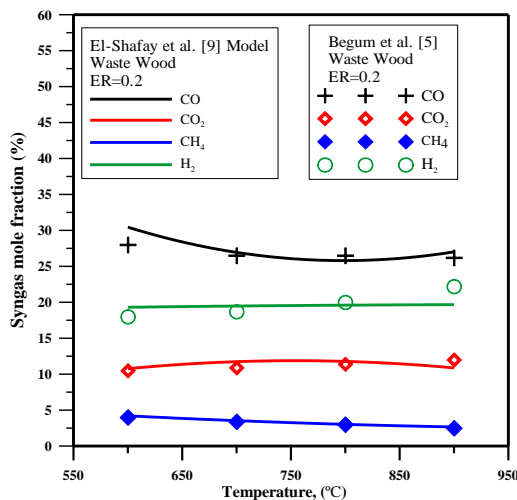 60
55
50
45
40
35
30
25
20
15
10
5
0
Syngas mole fraction (%)
El-Shafay et al. [9] Model
Waste Wood
ER=0.2
CO
CO₂
CH₄
H₂
Begum et al. [5]
Waste Wood
ER=0.2
CO
CO₂
CH4
H₂
550
650
750
850
950
Temperature, (ºC)